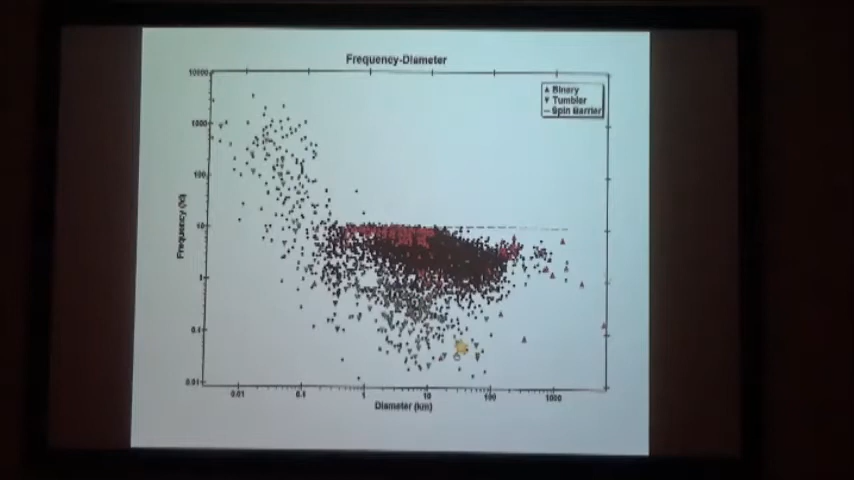 Frequency-Diameter
Binary
Tumbler
Spin Barrier
10000
1000
100
10
1
0.1
0.01
Frequency (/d)
0.01
0.1
1
10
100
1000
Diameter (km)